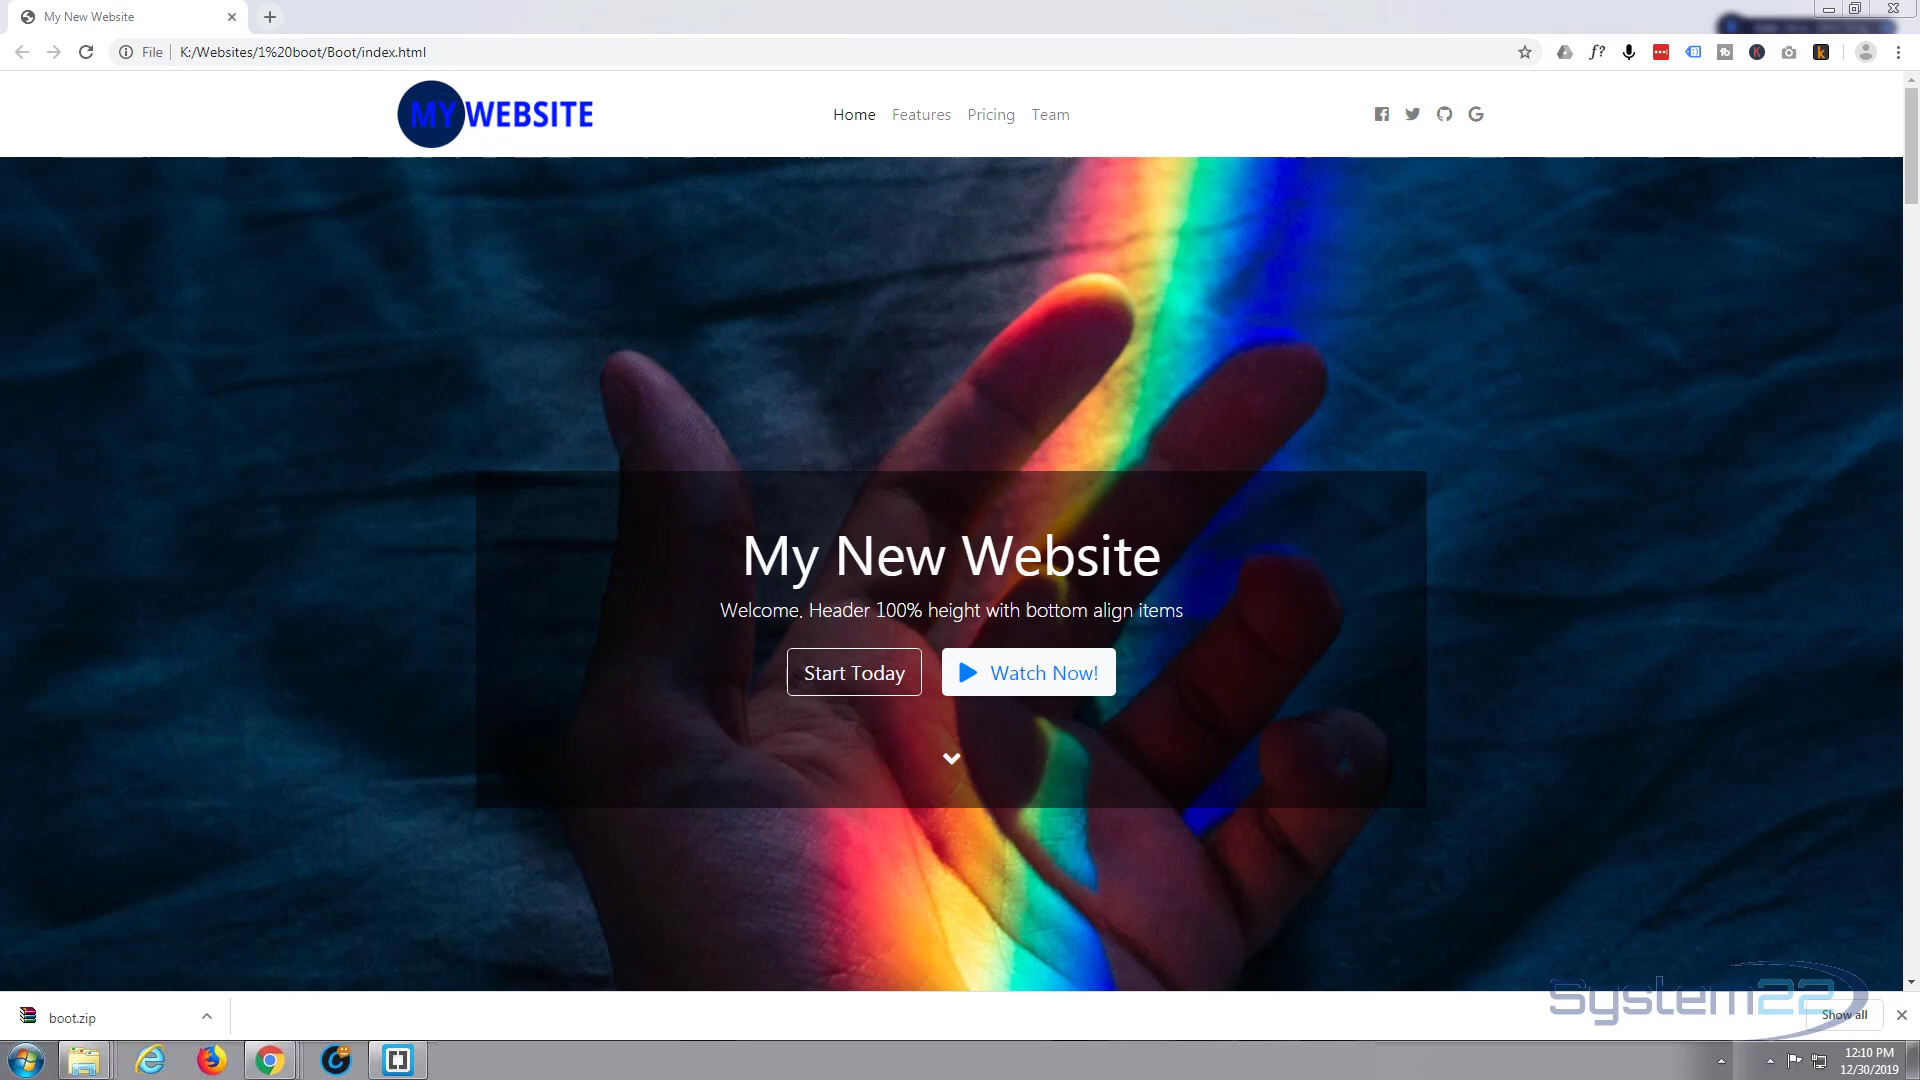 My New Website
File K:/Websites/1%20boot/Boot/index.html
MY WEBSITE
Home Features Pricing Team
My New Website
Welcome. Header 100% height with bottom align items
Start Today Watch Now!
boot.zip
System22
Show all
12:10 PM
12/30/2019